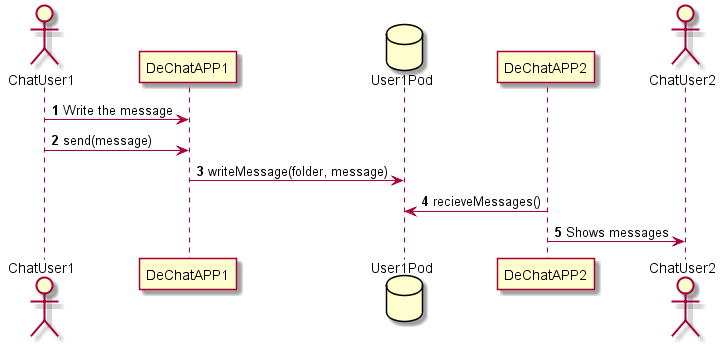 ChatUser1 DeChatAPP1 User1Pod DeChatAPP2 ChatUser2
1 Write the message
2 send(message)
3 writeMessage(folder, message)
4 recieveMessages()
5 Shows messages
ChatUser1 DeChatAPP1 User1Pod DeChatAPP2 ChatUser2